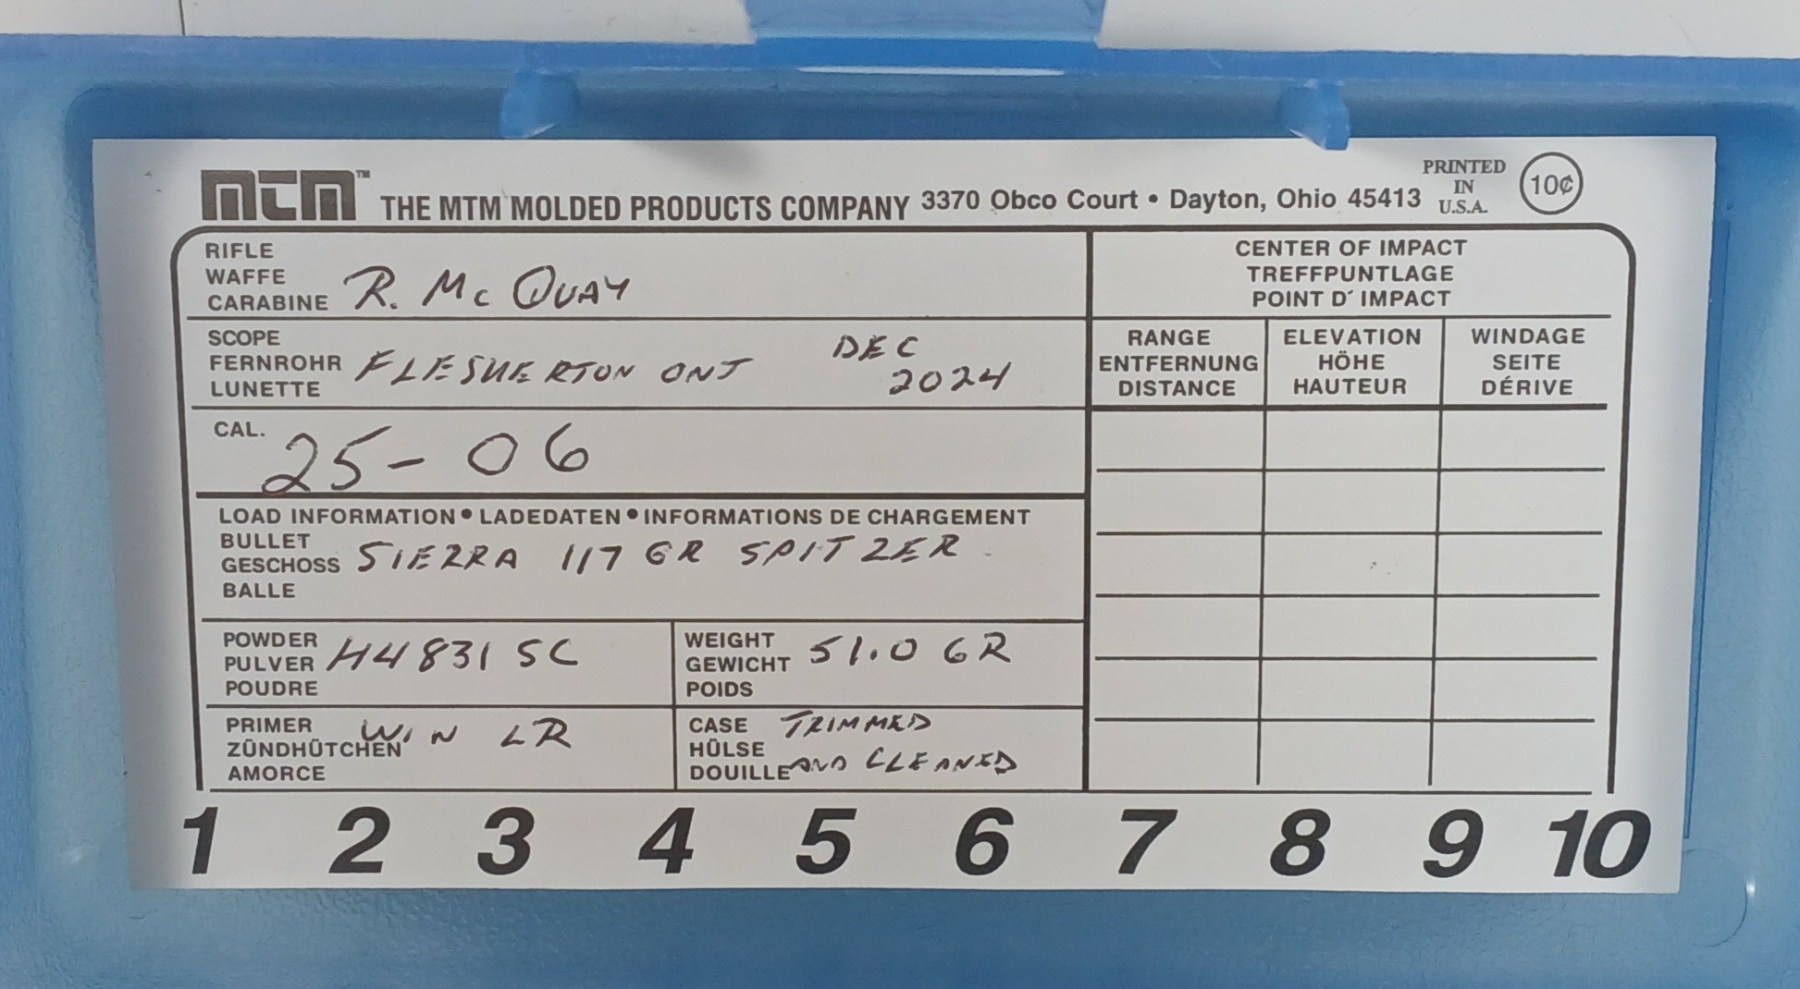 MTM™ THE MTM MOLDED PRODUCTS COMPANY 3370 Obco Court • Dayton, Ohio 45413
PRINTED
IN
U.S.A.
10¢
RIFLE
WAFFE
CARABINE R. Mc QUAY
SCOPE
FERNROHR
LUNETTE
FLESHERTON ONT
DEC
2024
CAL.
25-06
LOAD INFORMATION • LADEDATEN • INFORMATIONS DE CHARGEMENT
BULLET
GESCHOSS SIERRA 117 GR SPITZER
BALLE
POWDER
PULVER H4831 SC
POUDRE
WEIGHT
GEWICHT 51.0 GR
POIDS
PRIMER
ZÜNDHÜTCHEN
AMORCE
WIN LR
CASE TRIMMED
HÜLSE
DOUILLE AND CLEANED
CENTER OF IMPACT
TREFFPUNTLAGE
POINT D´ IMPACT
RANGE
ENTFERNUNG
DISTANCE
ELEVATION
HÖHE
HAUTEUR
WINDAGE
SEITE
DÉRIVE
1 2 3 4 5 6 7 8 9 10